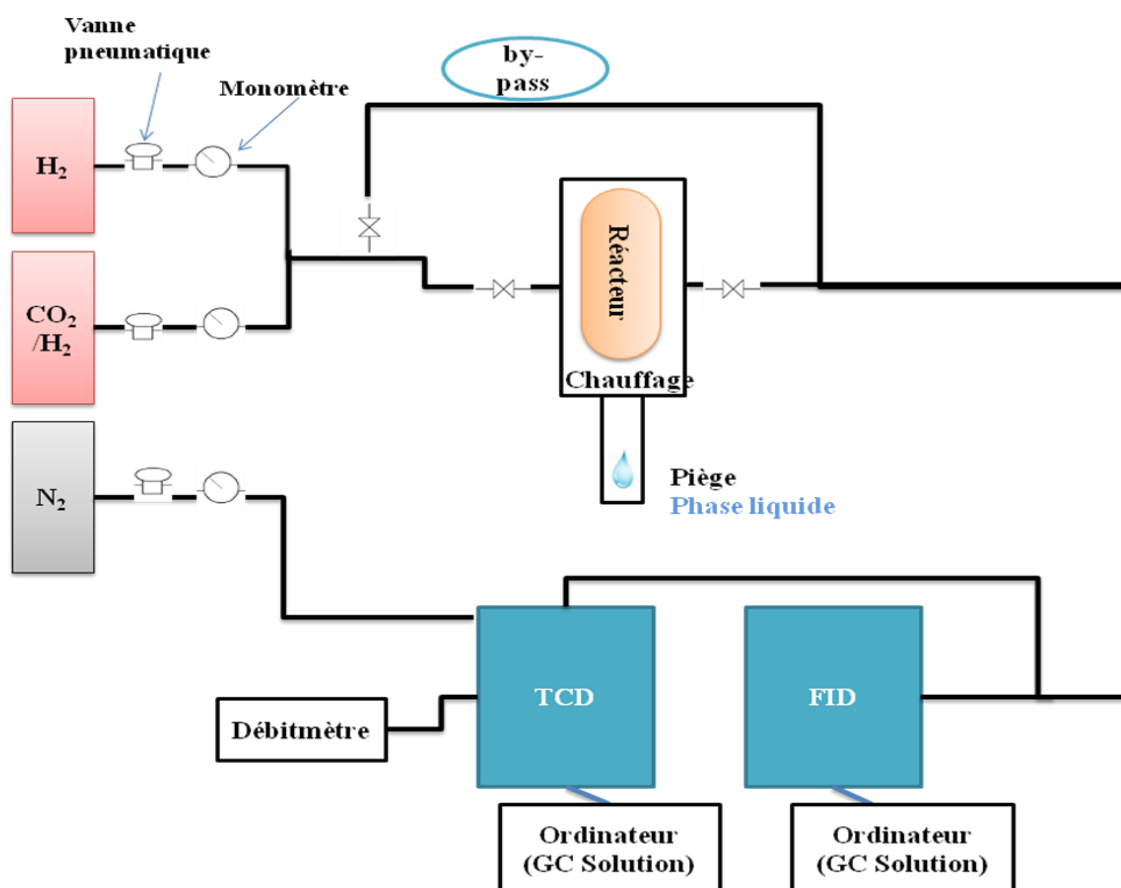 Vanne
pneumatique
by-
pass
Monomètre
H₂
Réacteur
CO₂
/H₂
Chauffage
N₂
Piège
Phase liquide
TCD
FID
Débitmètre
Ordinateur
(GC Solution)
Ordinateur
(GC Solution)